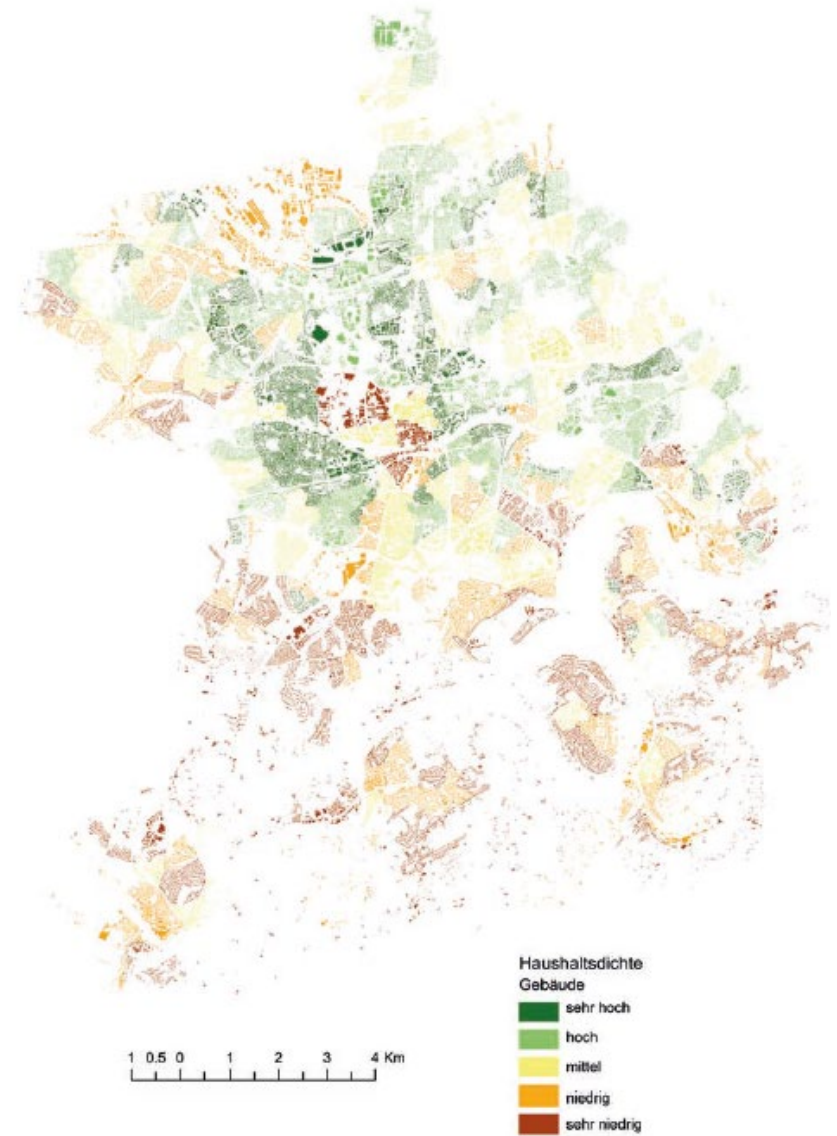 Haushaltsdichte
Gebäude
sehr hoch
hoch
mittel
niedrig
sehr niedrig
1 0.5 0 1 2 3 4 Km